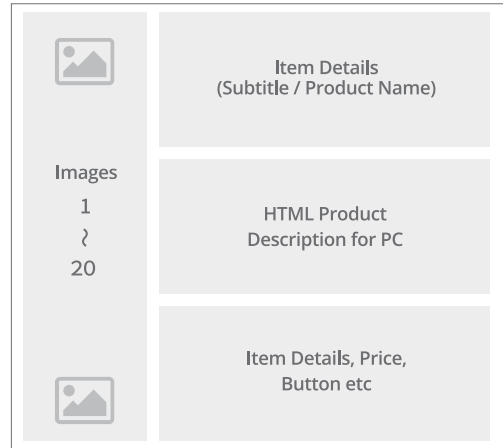 Images
1
~
20
Item Details
(Subtitle / Product Name)
HTML Product
Description for PC
Item Details, Price,
Button etc